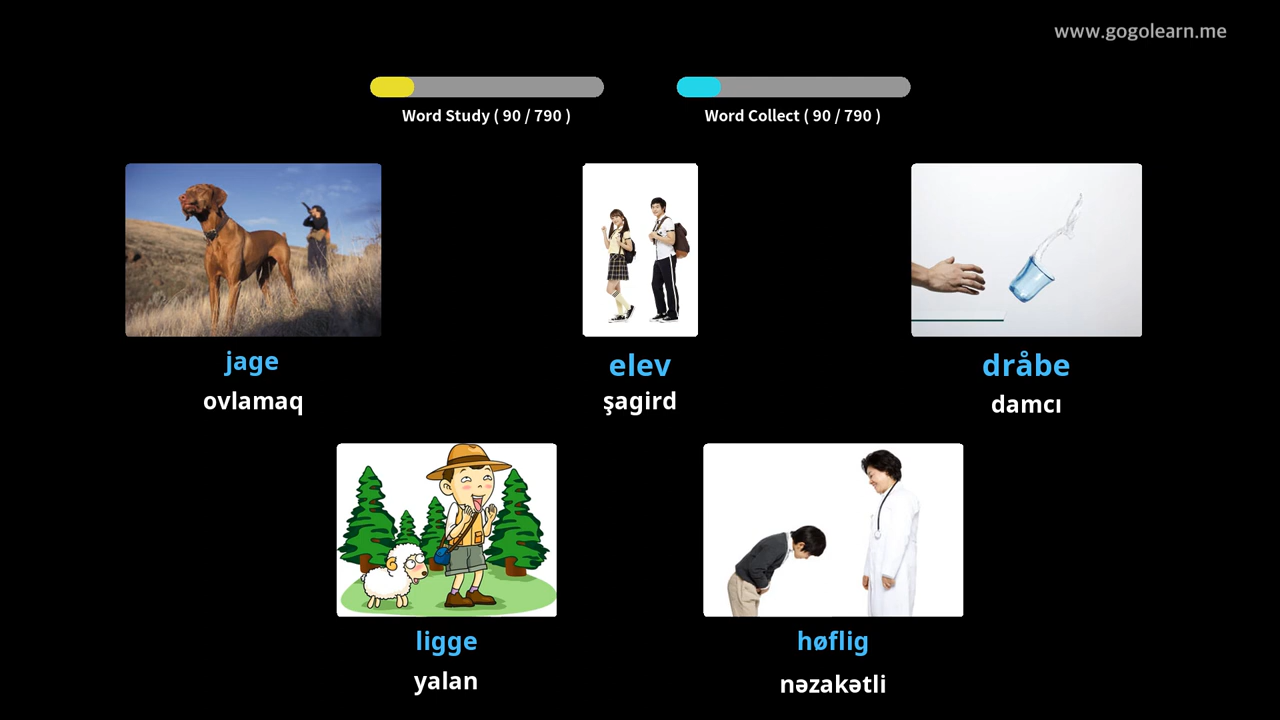 www.gogolearn.me
Word Study ( 90 / 790 )
Word Collect ( 90 / 790 )
jage
ovlamaq
elev
şagird
dråbe
damcı
ligge
yalan
høflig
nəzakətli